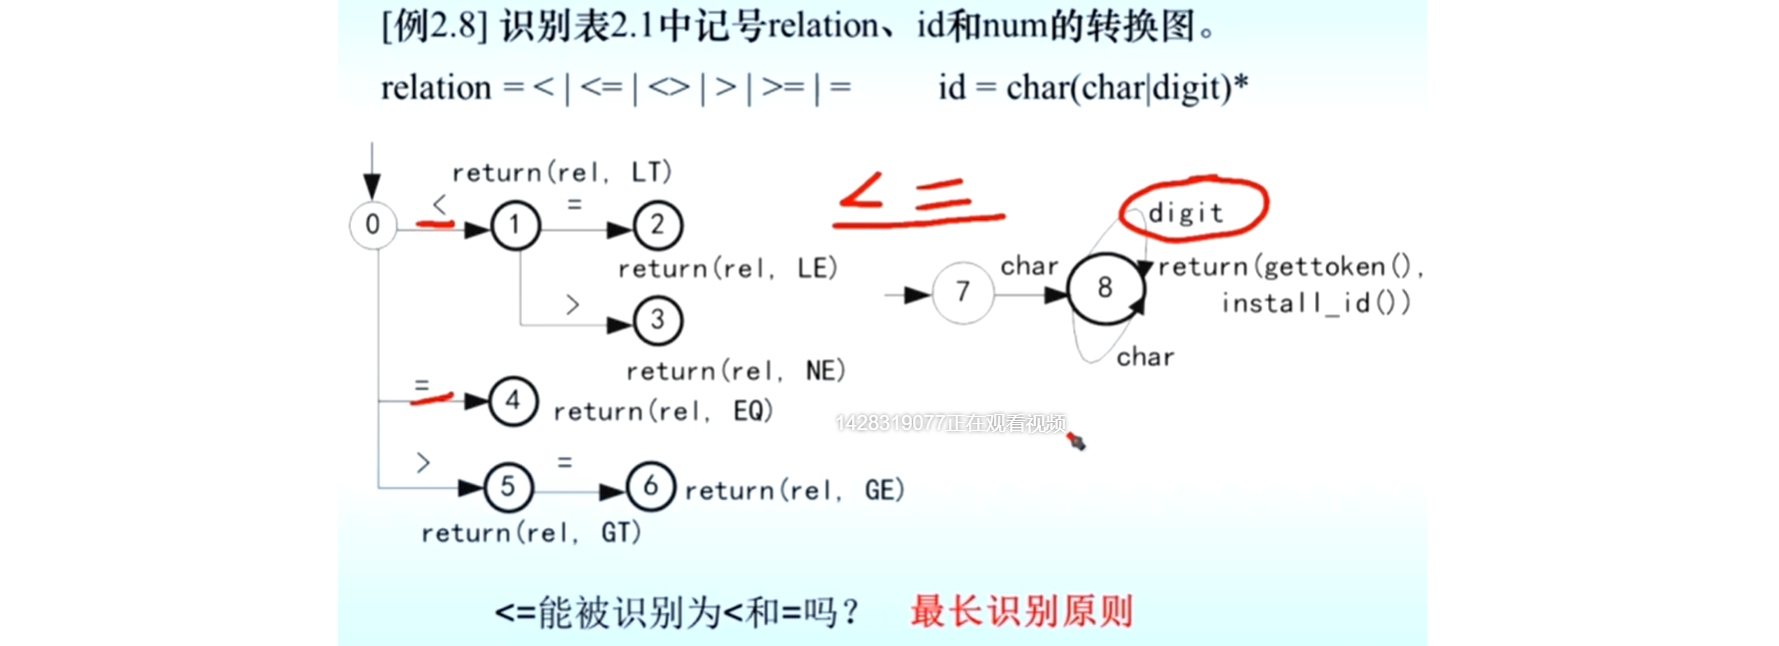 [例2.8] 识别表2.1中记号relation、id和num的转换图。
relation = < | <= | <> | > | >= | =  id = char(char|digit)*
return(rel, LT)
<
=
< =
digit
0
1
2
return(rel, LE)
char
return(gettoken(),
install_id())
7
8
>
3
char
return(rel, NE)
=
4
return(rel, EQ)
1428319077正在观看视频
>
=
5
6
return(rel, GE)
return(rel, GT)
<=能被识别为<和=吗？ 最长识别原则